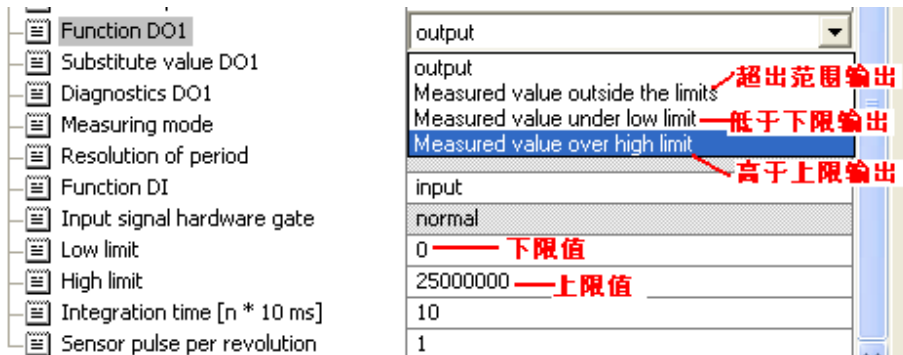 Function DO1 output
Substitute value DO1 output
Diagnostics DO1 Measured value outside the limits 超出范围输出
Measuring mode Measured value under low limit 低于下限输出
Resolution of period Measured value over high limit 高于上限输出
Function DI input
Input signal hardware gate normal
Low limit 0 下限值
High limit 25000000 上限值
Integration time [n * 10 ms] 10
Sensor pulse per revolution 1